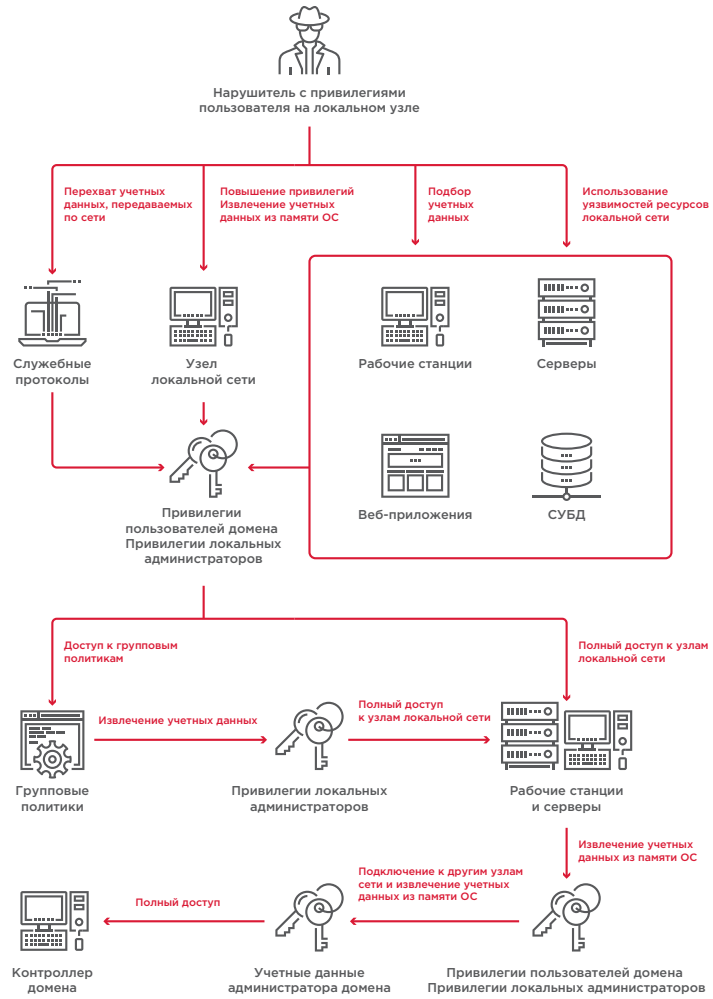 Нарушитель с привилегиями
пользователя на локальном узле
Перехват учетных
данных, передаваемых
по сети
Повышение привилегий
Извлечение учетных
данных из памяти ОС
Подбор
учетных
данных
Использование
уязвимостей ресурсов
локальной сети
Служебные
протоколы
Узел
локальной сети
Рабочие станции
Серверы
Привилегии
пользователей домена
Привилегии локальных
администраторов
Веб-приложения
СУБД
Доступ к групповым
политикам
Полный доступ к узлам
локальной сети
Извлечение учетных данных
Полный доступ
к узлам локальной сети
Групповые
политики
Привилегии локальных
администраторов
Рабочие станции
и серверы
Извлечение учетных
данных из памяти ОС
Подключение к другим узлам
сети и извлечение учетных
данных из памяти ОС
Полный доступ
Контроллер
домена
Учетные данные
администратора домена
Привилегии пользователей домена
Привилегии локальных администраторов